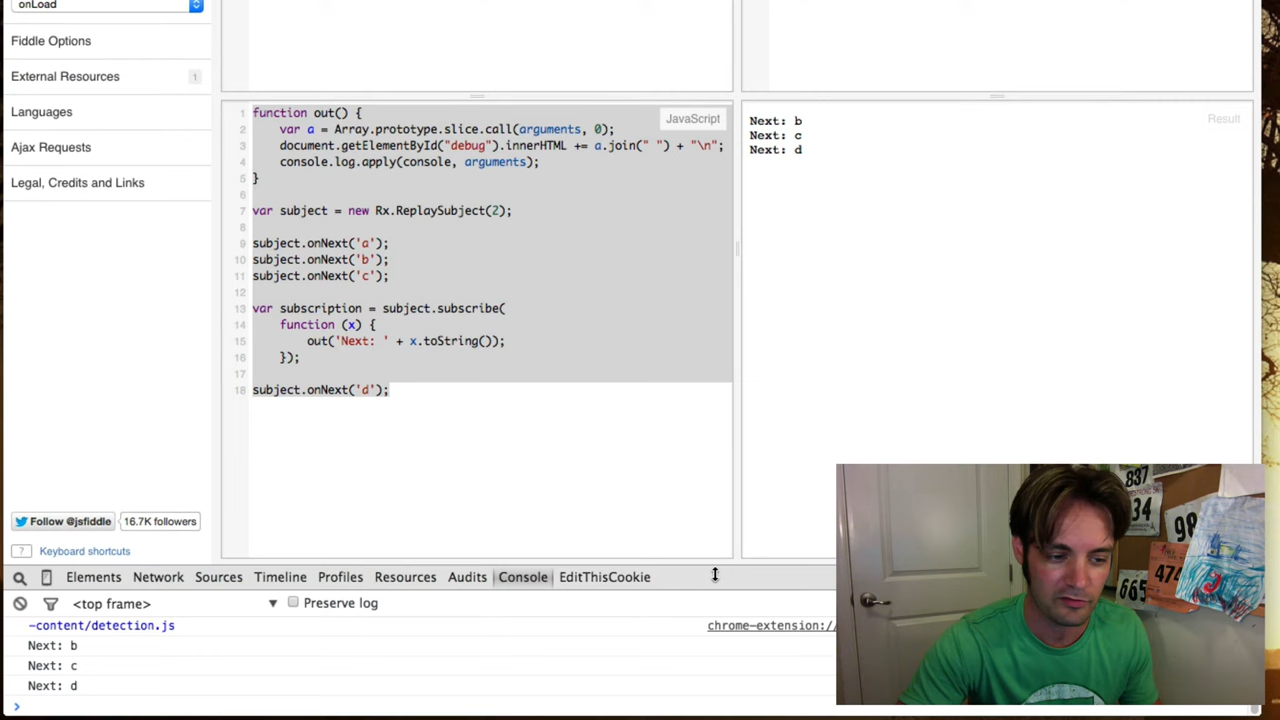 onLoad
Fiddle Options
External Resources 1
Languages
Ajax Requests
Legal, Credits and Links
Follow @jsfiddle 16.7K followers
? Keyboard shortcuts
JavaScript
1 function out() {
2 var a = Array.prototype.slice.call(arguments, 0);
3 document.getElementById("debug").innerHTML += a.join(" ") + "\n";
4 console.log.apply(console, arguments);
5 }
6
7 var subject = new Rx.ReplaySubject(2);
8
9 subject.onNext('a');
10 subject.onNext('b');
11 subject.onNext('c');
12
13 var subscription = subject.subscribe(
14 function (x) {
15 out('Next: ' + x.toString());
16 });
17
18 subject.onNext('d');
Result
Next: b
Next: c
Next: d
Elements Network Sources Timeline Profiles Resources Audits Console EditThisCookie
<top frame> ▼ Preserve log
-content/detection.js chrome-extension://
Next: b
Next: c
Next: d
>
837
34
98
474
665